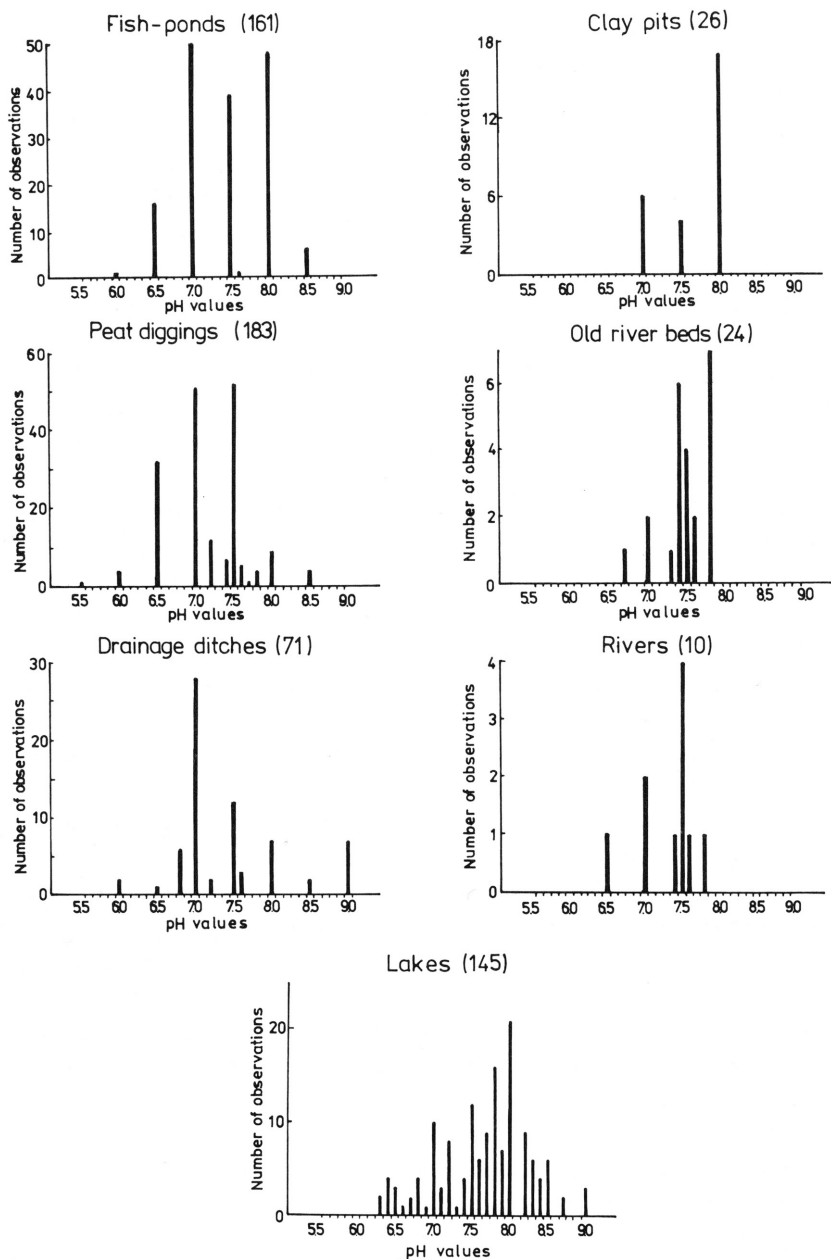 Fish-ponds (161)
Number of observations
50
40
30
20
10
0
5.5 6.0 6.5 7.0 7.5 8.0 8.5 9.0
pH values
Clay pits (26)
Number of observations
18
12
6
0
5.5 6.0 6.5 7.0 7.5 8.0 8.5 9.0
pH values
Peat diggings (183)
Number of observations
60
40
20
10
0
5.5 6.0 6.5 7.0 7.5 8.0 8.5 9.0
pH values
Old river beds (24)
Number of observations
6
4
2
0
5.5 6.0 6.5 7.0 7.5 8.0 8.5 9.0
pH values
Drainage ditches (71)
Number of observations
30
20
10
0
5.5 6.0 6.5 7.0 7.5 8.0 8.5 9.0
pH values
Rivers (10)
Number of observations
4
3
2
1
0
5.5 6.0 6.5 7.0 7.5 8.0 8.5 9.0
pH values
Lakes (145)
Number of observations
20
10
0
5.5 6.0 6.5 7.0 7.5 8.0 8.5 9.0
pH values